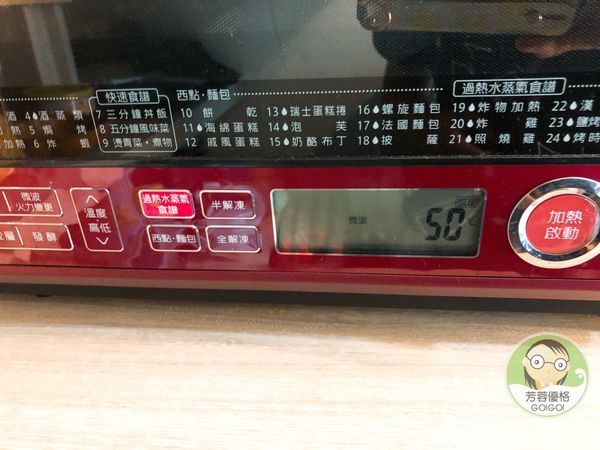 快速食譜 西點·麵包 過熱水蒸氣食譜
酒 4 酒蒸類 7 三分鐘丼飯 10 餅乾 13 瑞士蛋糕捲 16 螺旋麵包 19 炸物加熱 22 漢
5 焗烤 8 五分鐘風味菜 11 海綿蛋糕 14 泡芙 17 法國麵包 20 炸雞 23 鹽烤
加熱 6 炸蝦 9 燙青菜·煮物 12 戚風蛋糕 15 奶酪布丁 18 披薩 21 照燒雞 24 烤時
微波
火力變更
溫度
高低
過熱水蒸氣
食譜
半解凍
層
發酵
西點·麵包
全解凍
設定
微波
50℃
加熱
啟動
芳蓉優格
GO!GO!